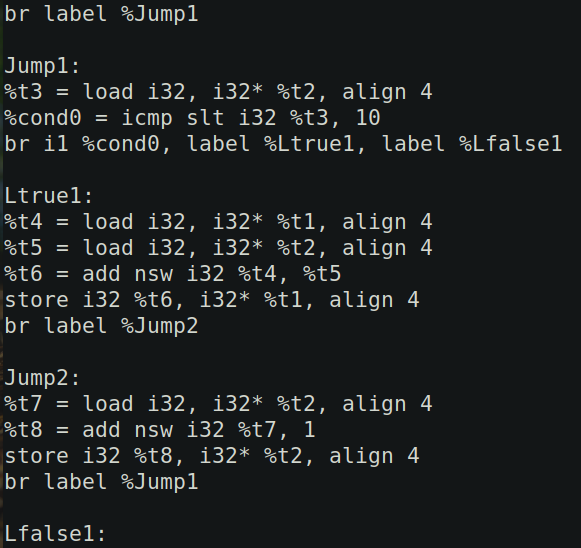 br label %Jump1
Jump1:
%t3 = load i32, i32* %t2, align 4
%cond0 = icmp slt i32 %t3, 10
br i1 %cond0, label %Ltrue1, label %Lfalse1
Ltrue1:
%t4 = load i32, i32* %t1, align 4
%t5 = load i32, i32* %t2, align 4
%t6 = add nsw i32 %t4, %t5
store i32 %t6, i32* %t1, align 4
br label %Jump2
Jump2:
%t7 = load i32, i32* %t2, align 4
%t8 = add nsw i32 %t7, 1
store i32 %t8, i32* %t2, align 4
br label %Jump1
Lfalse1: